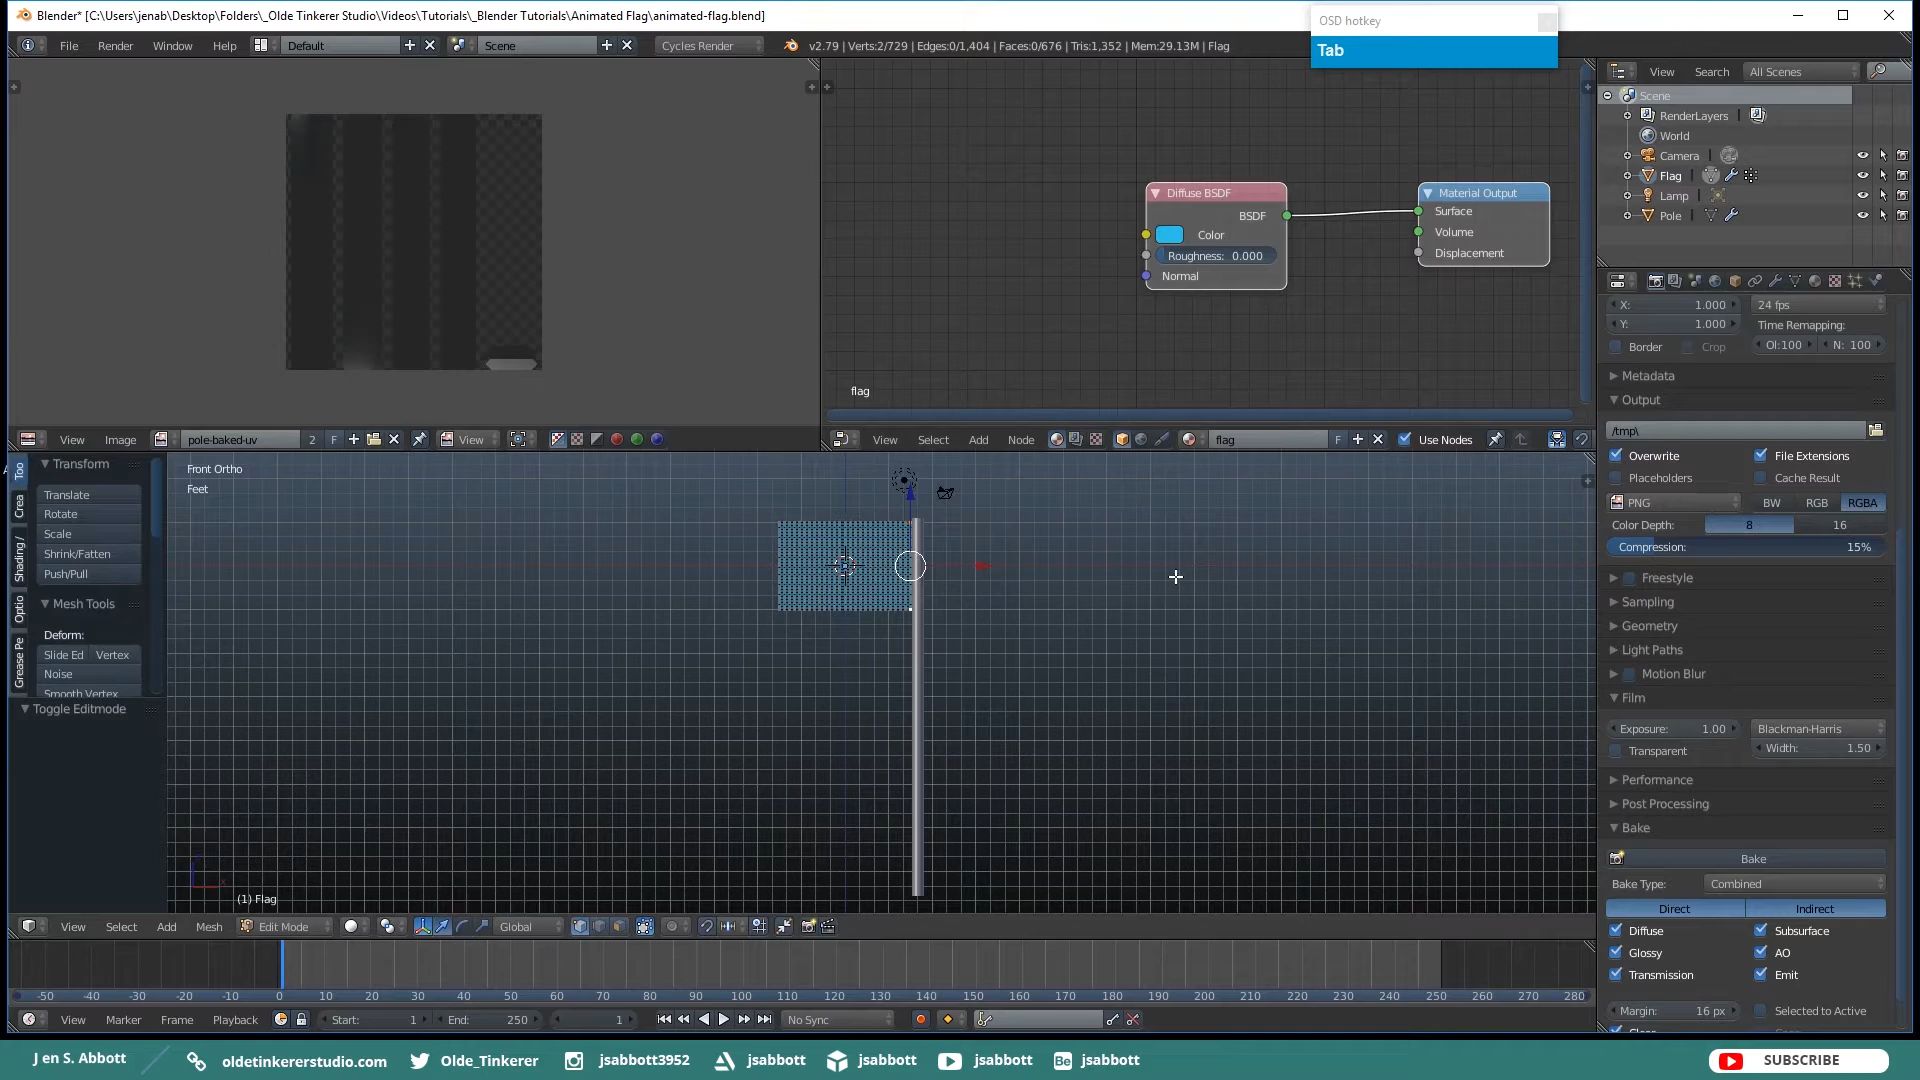 Blender* [C:\Users\jenab\Desktop\Folders\_Olde Tinkerer Studio\Videos\Tutorials\_Blender Tutorials\Animated Flag\animated-flag.blend]
OSD hotkey
Tab
File Render Window Help Default Scene Cycles Render v2.79 | Verts:2/729 | Edges:0/1,404 | Faces:0/676 | Tris:1,352 | Mem:29.13M | Flag
View Search All Scenes
Scene
RenderLayers
World
Camera
Flag
Lamp
Pole
Diffuse BSDF
BSDF
Color
Roughness: 0.000
Normal
Material Output
Surface
Volume
Displacement
flag
View Image pole-baked-uv 2 F View
View Select Add Node flag F Use Nodes
X: 1.000 24 fps
Y: 1.000 Time Remapping:
Border Crop Ol:100 N: 100
Metadata
Output
/tmp\
Overwrite File Extensions
Placeholders Cache Result
PNG BW RGB RGBA
Color Depth: 8 16
Compression: 15%
Freestyle
Sampling
Geometry
Light Paths
Motion Blur
Film
Exposure: 1.00 Blackman-Harris
Transparent Width: 1.50
Performance
Post Processing
Bake
Bake
Bake Type: Combined
Direct Indirect
Diffuse Subsurface
Glossy AO
Transmission Emit
Margin: 16 px Selected to Active
Too
Crea
Shading /
Optio
Grease Pe
Transform
Translate
Rotate
Scale
Shrink/Fatten
Push/Pull
Mesh Tools
Deform:
Slide Ed Vertex
Noise
Smooth Vertex
Toggle Editmode
Front Ortho
Feet
(1) Flag
View Select Add Mesh Edit Mode Global
-50 -40 -30 -20 -10 0 10 20 30 40 50 60 70 80 90 100 110 120 130 140 150 160 170 180 190 200 210 220 230 240 250 260 270 280
View Marker Frame Playback Start: 1 End: 250 1 No Sync
J en S. Abbott oldetinkererstudio.com Olde_Tinkerer jsabbott3952 jsabbott jsabbott jsabbott Bē jsabbott SUBSCRIBE